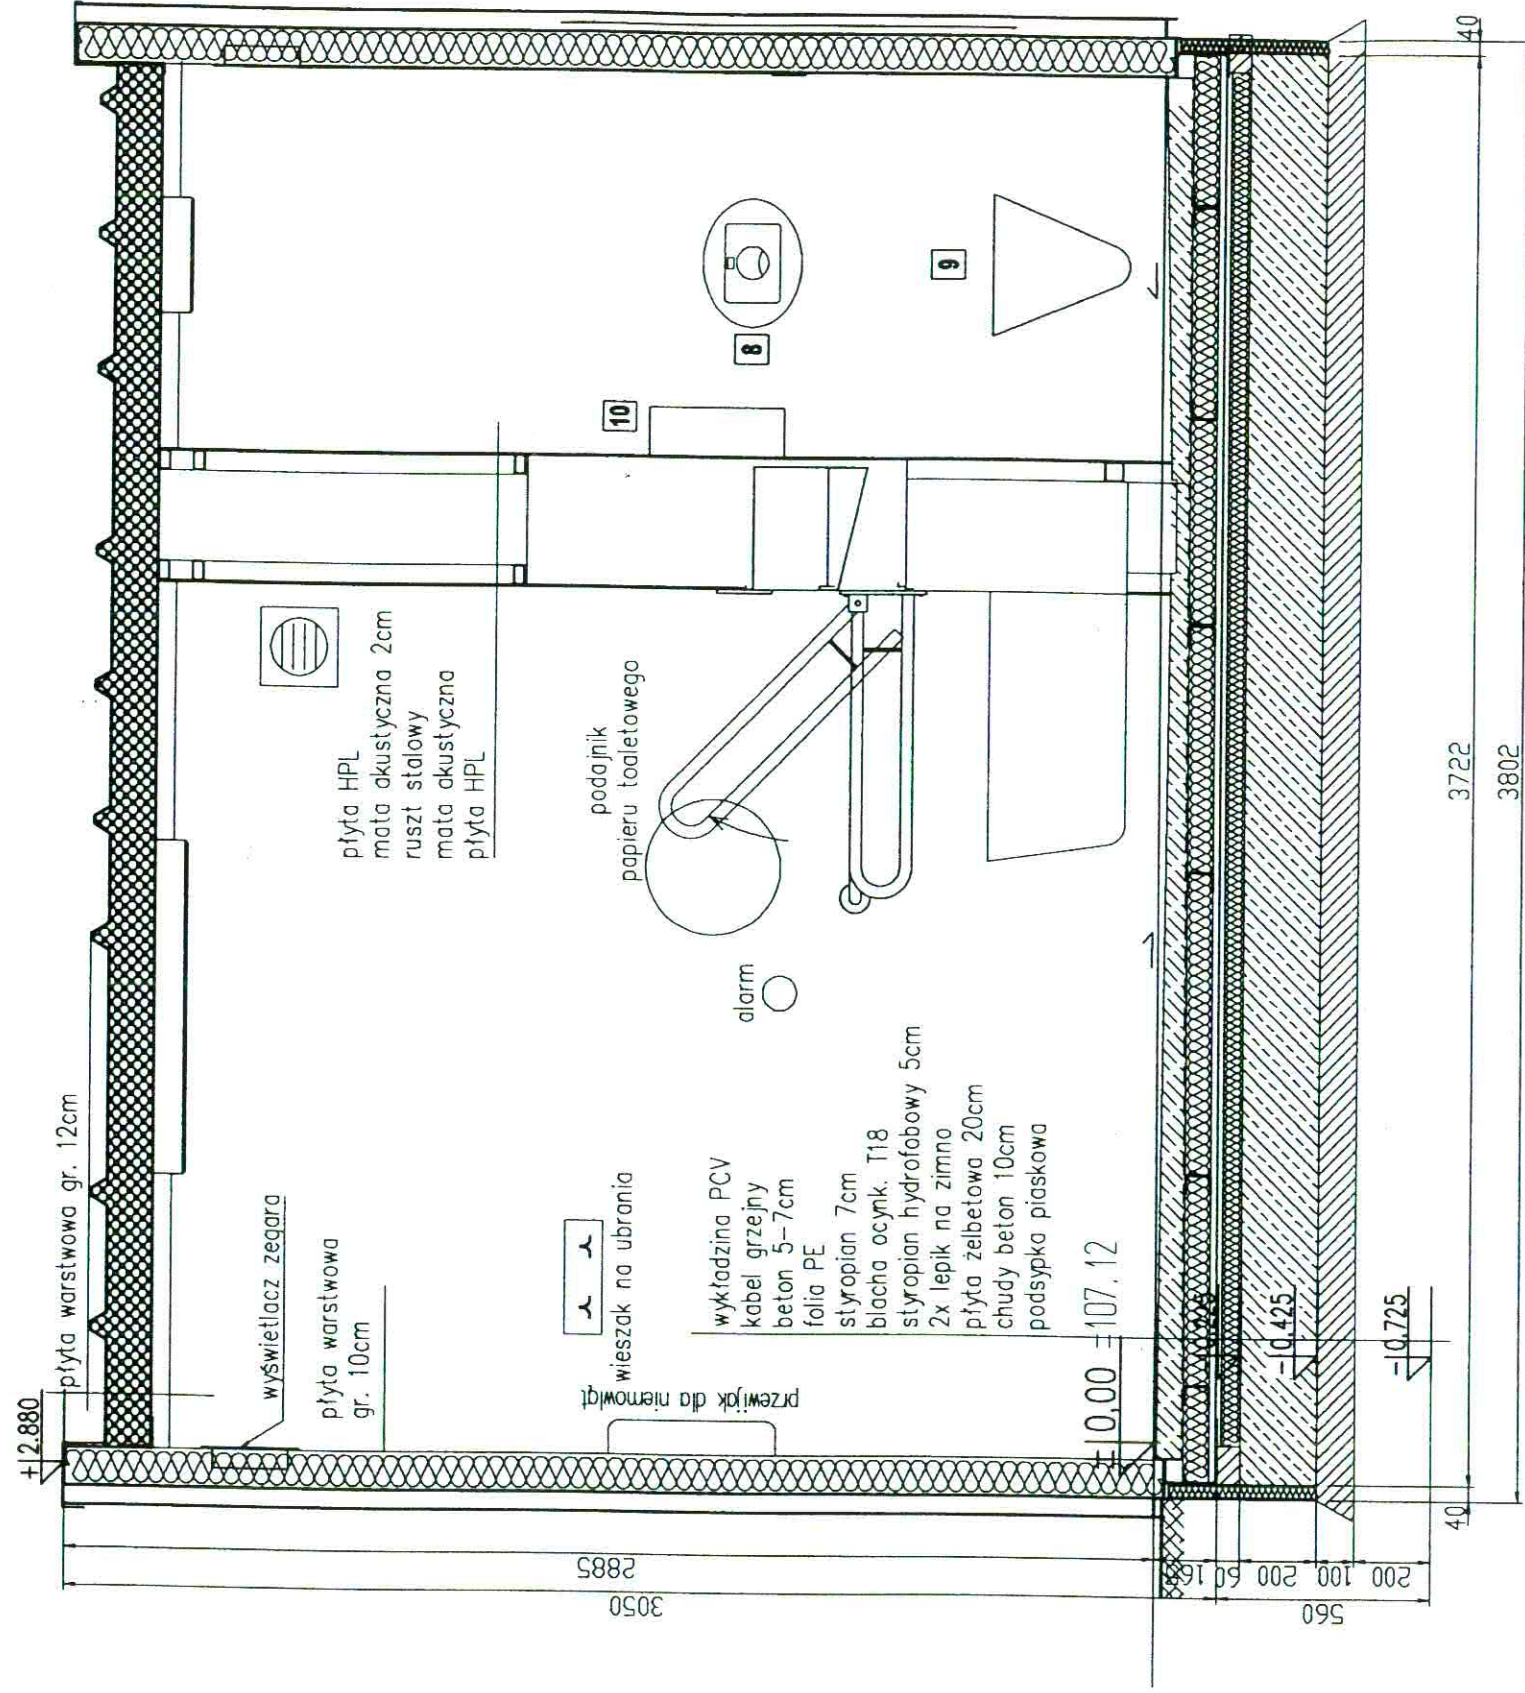 +2.880
płyta warstwowa gr. 12cm
wyświetlacz zegara
płyta warstwowa
gr. 10cm
płyta HPL
mata akustyczna 2cm
ruszt stalowy
mata akustyczna
płyta HPL
wieszak na ubrania
przewijak dla niemowląt
podajnik
papieru toaletowego
alarm
10
8
9
wykładzina PCV
kabel grzejny
beton 5-7cm
folia PE
styropian 7cm
blacha ocynk. T18
styropian hydrofobowy 5cm
2x lepik na zimno
płyta żelbetowa 20cm
chudy beton 10cm
podsypka piaskowa
± 0,00 =107.12
-0.425
-0.725
2885
3050
60
200
100
200
560
40
3722
40
3802